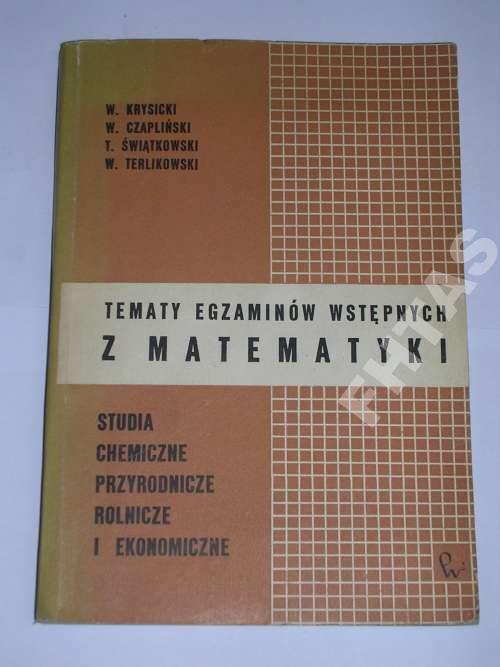 W. KRYSICKI
W. CZAPLIŃSKI
T. ŚWIĄTKOWSKI
W. TERLIKOWSKI
TEMATY EGZAMINÓW WSTĘPNYCH
Z MATEMATYKI
STUDIA
CHEMICZNE
PRZYRODNICZE
ROLNICZE
I EKONOMICZNE
FHTAS